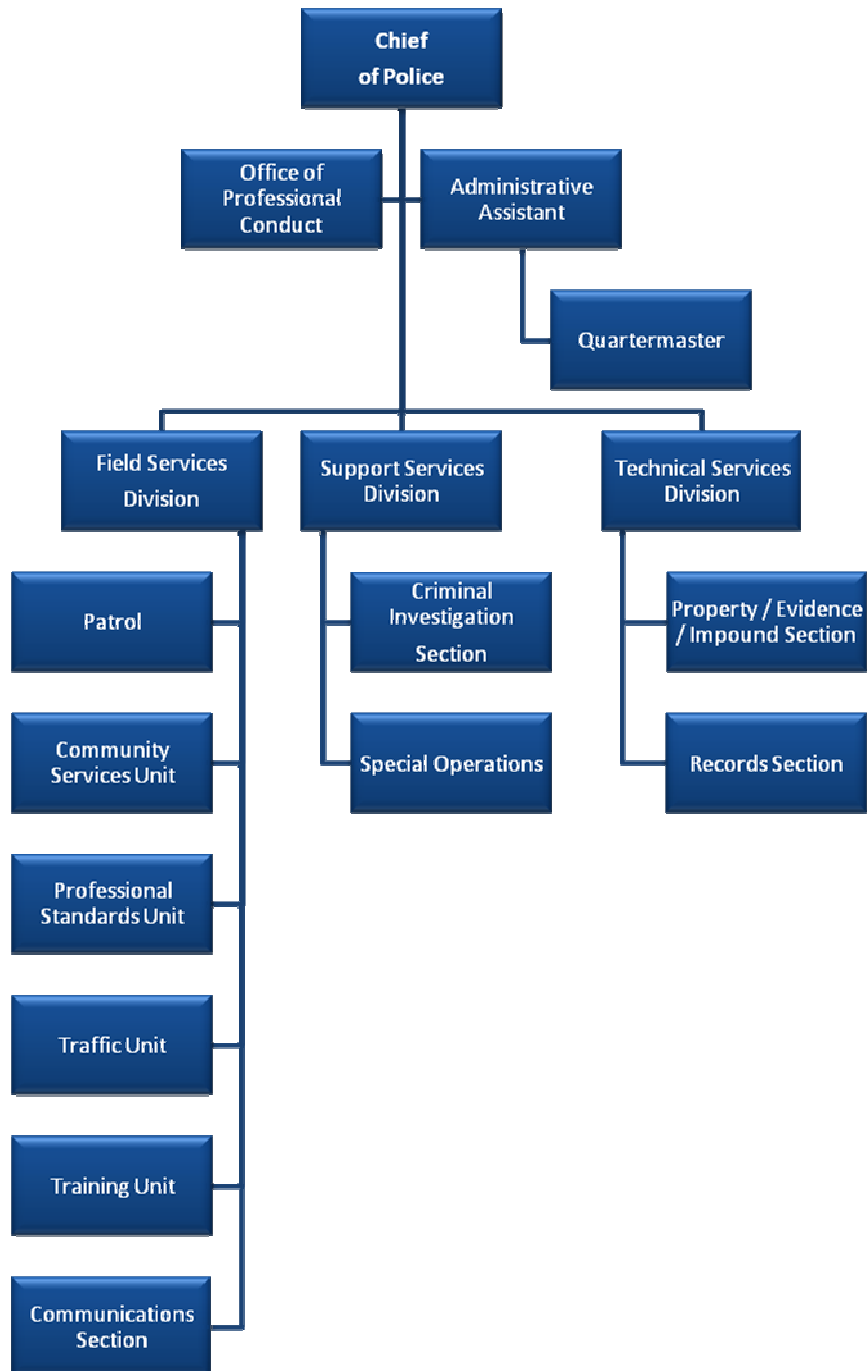 Chief
of Police
Office of
Professional
Conduct
Administrative
Assistant
Quartermaster
Field Services
Division
Support Services
Division
Technical Services
Division
Patrol
Criminal
Investigation
Section
Property / Evidence
/ Impound Section
Community
Services Unit
Special Operations
Records Section
Professional
Standards Unit
Traffic Unit
Training Unit
Communications
Section